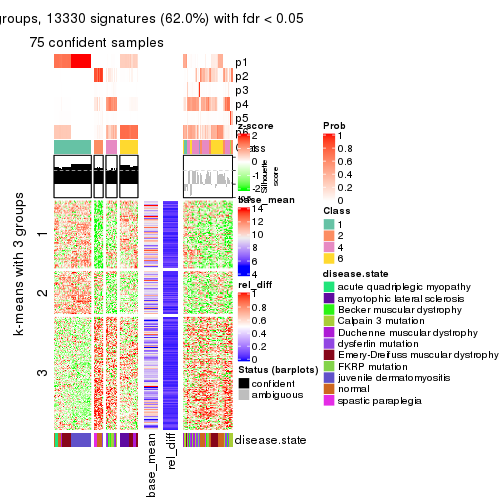 groups, 13330 signatures (62.0%) with fdr < 0.05
75 confident samples
p1
p2
p3
p4
p5
k-means with 3 groups
1
2
3
z-score
2
1
0
-1
-2
Silhouette
score
base_mean
14
12
10
8
6
4
rel_diff
1
0.8
0.6
0.4
0.2
0
Status (barplots)
confident
ambiguous
Prob
1
0.8
0.6
0.4
0.2
0
Class
1
2
4
6
disease.state
acute quadriplegic myopathy
amyotophic lateral sclerosis
Becker muscular dystrophy
Calpain 3 mutation
Duchenne muscular dystrophy
dysferlin mutation
Emery-Dreifuss muscular dystrophy
FKRP mutation
juvenile dermatomyositis
normal
spastic paraplegia
disease.state
base_mean
rel_diff